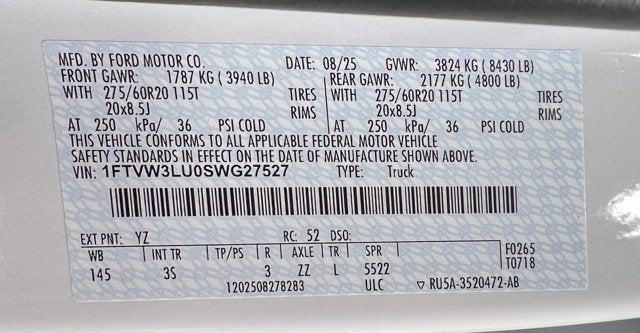 MFD. BY FORD MOTOR CO. DATE: 08/25 GVWR: 3824 KG (8430 LB)
FRONT GAWR: 1787 KG (3940 LB) REAR GAWR: 2177 KG (4800 LB)
WITH 275/60R20 115T TIRES WITH 275/60R20 115T TIRES
20x8.5J RIMS 20x8.5J RIMS
AT 250 kPa/ 36 PSI COLD AT 250 kPa/ 36 PSI COLD
THIS VEHICLE CONFORMS TO ALL APPLICABLE FEDERAL MOTOR VEHICLE
SAFETY STANDARDS IN EFFECT ON THE DATE OF MANUFACTURE SHOWN ABOVE.
VIN: 1FTVW3LU0SWG27527 TYPE: Truck
EXT PNT: YZ RC: 52 DSO:
WB INT TR TP/PS R AXLE TR SPR F0265
145 3S 3 ZZ L 5522 T0718
1202508278283 ULC ▽ RU5A-3520472-AB